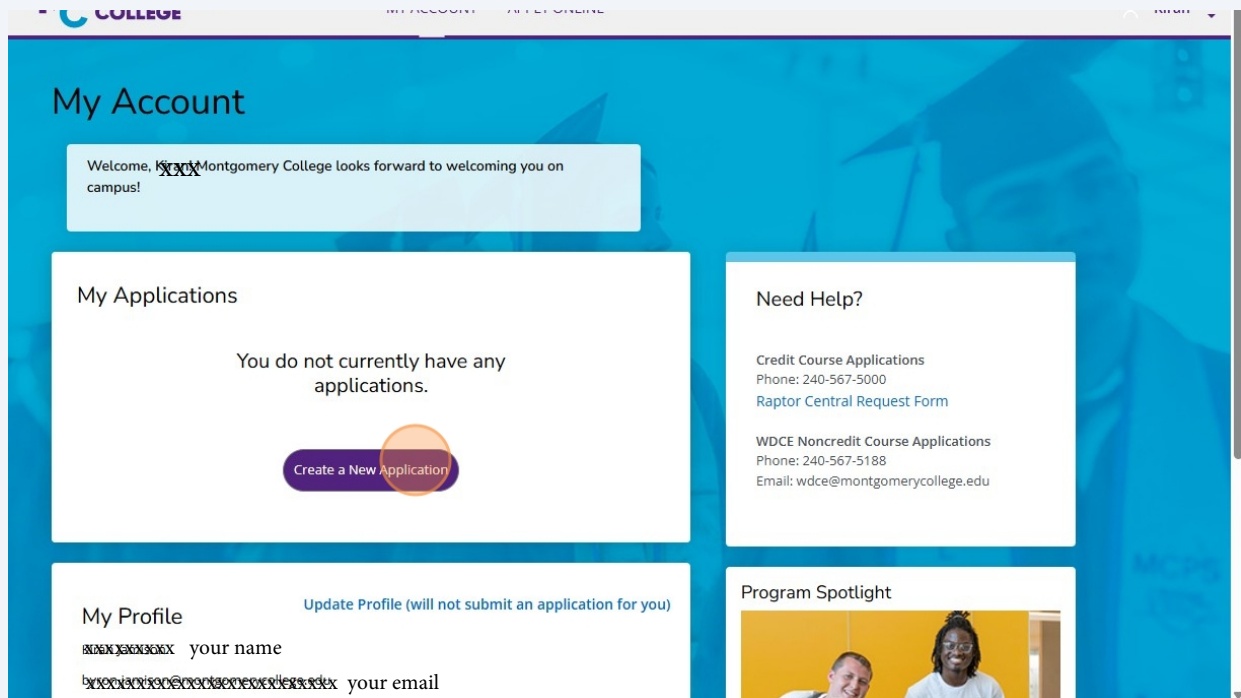 COLLEGE
MY ACCOUNT APPLY ONLINE
My Account
Welcome, xxx Montgomery College looks forward to welcoming you on
campus!
My Applications
You do not currently have any
applications.
Create a New Application
Need Help?
Credit Course Applications
Phone: 240-567-5000
Raptor Central Request Form
WDCE Noncredit Course Applications
Phone: 240-567-5188
Email: wdce@montgomerycollege.edu
My Profile
Update Profile (will not submit an application for you)
your name
your email
Program Spotlight
MCPS